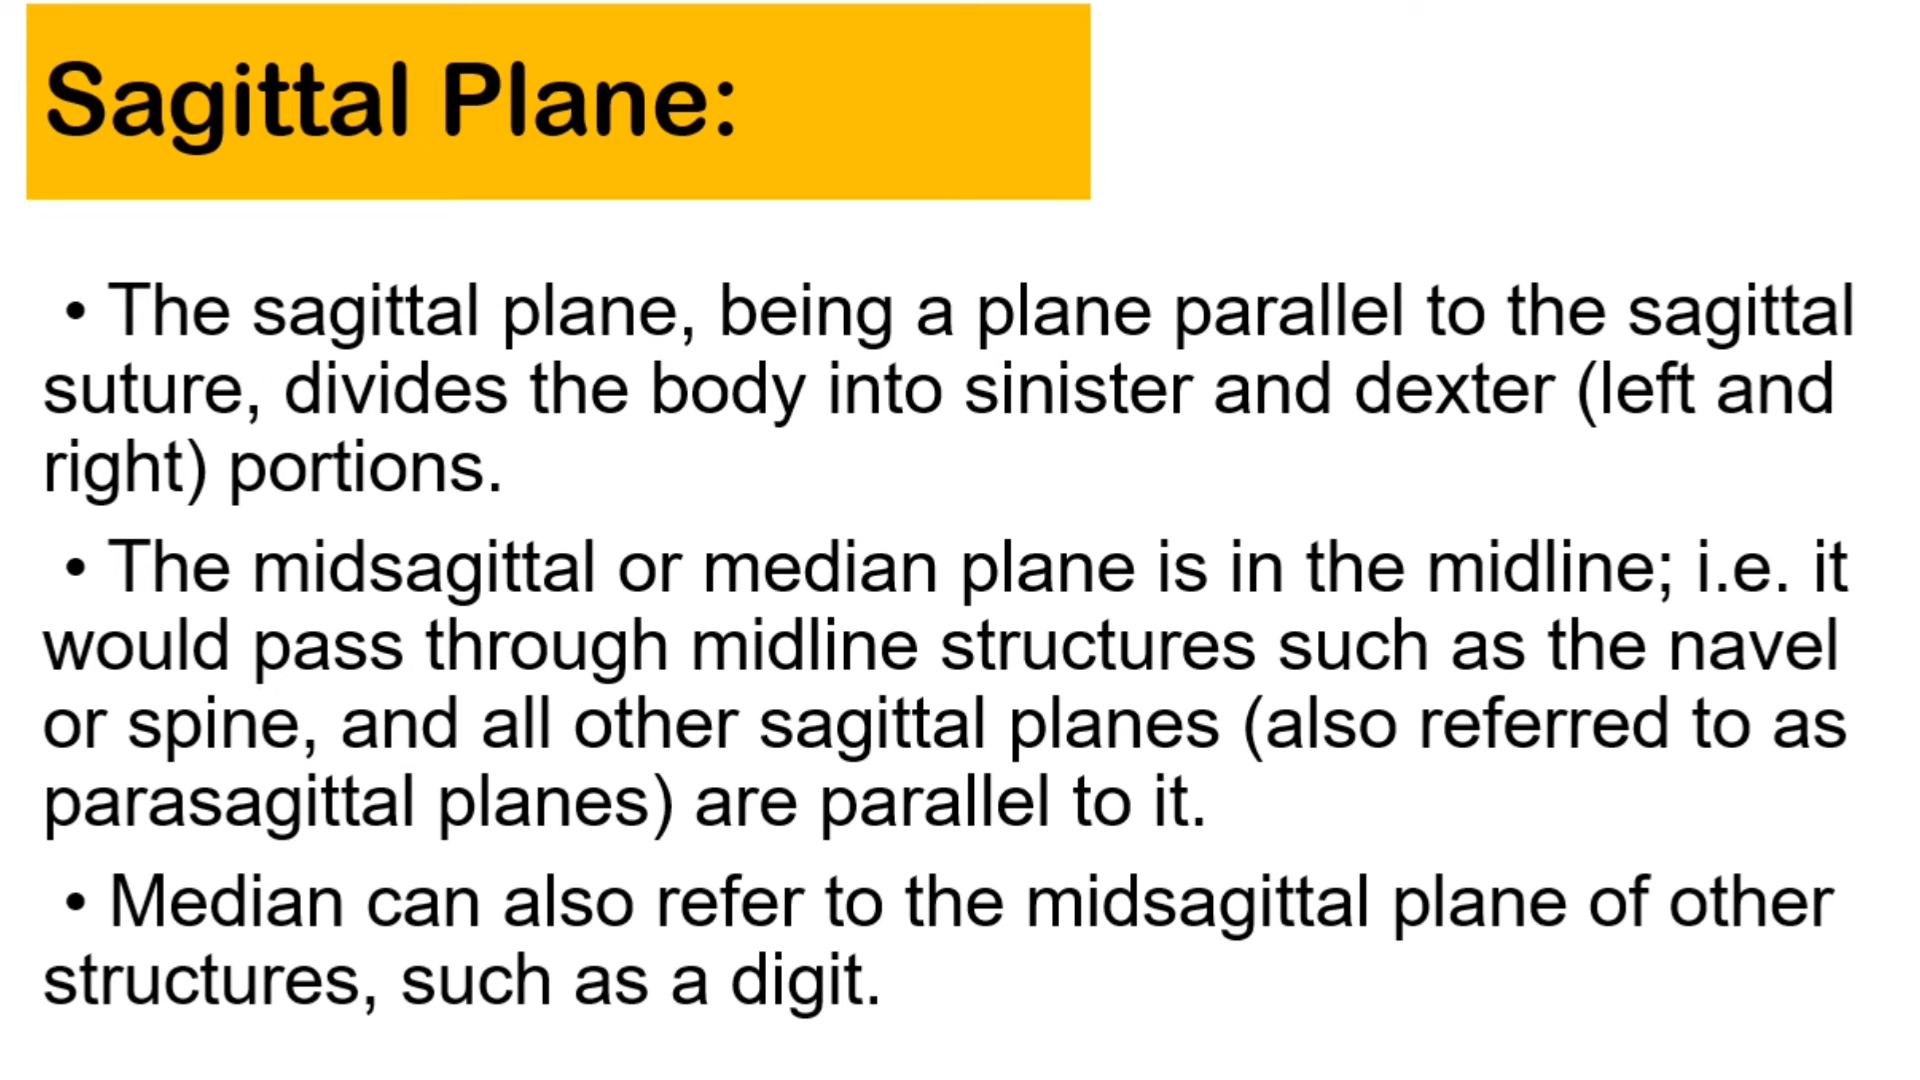 Sagittal Plane:
• The sagittal plane, being a plane parallel to the sagittal
suture, divides the body into sinister and dexter (left and
right) portions.
• The midsagittal or median plane is in the midline; i.e. it
would pass through midline structures such as the navel
or spine, and all other sagittal planes (also referred to as
parasagittal planes) are parallel to it.
• Median can also refer to the midsagittal plane of other
structures, such as a digit.